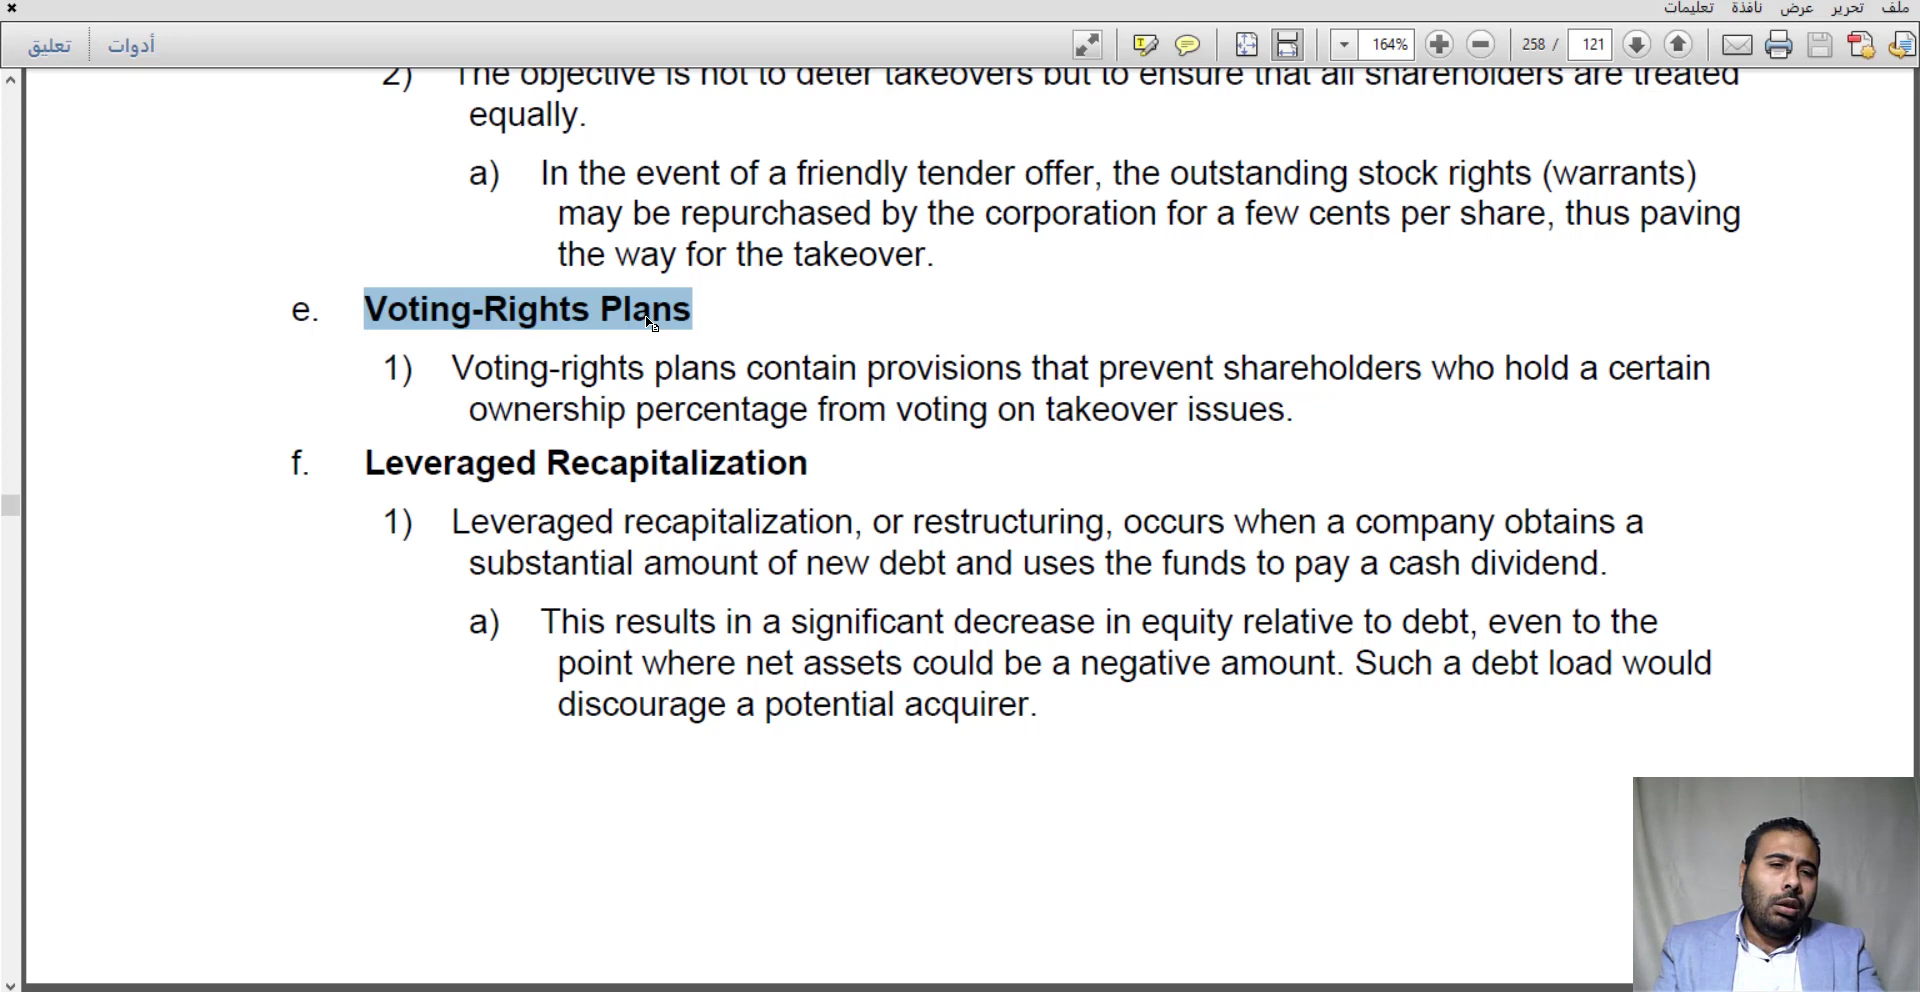 ملف تحرير عرض نافذة تعليمات
تعليق أدوات 164% 258 / 121
2) The objective is not to deter takeovers but to ensure that all shareholders are treated
equally.
a) In the event of a friendly tender offer, the outstanding stock rights (warrants)
may be repurchased by the corporation for a few cents per share, thus paving
the way for the takeover.
e. Voting-Rights Plans
1) Voting-rights plans contain provisions that prevent shareholders who hold a certain
ownership percentage from voting on takeover issues.
f. Leveraged Recapitalization
1) Leveraged recapitalization, or restructuring, occurs when a company obtains a
substantial amount of new debt and uses the funds to pay a cash dividend.
a) This results in a significant decrease in equity relative to debt, even to the
point where net assets could be a negative amount. Such a debt load would
discourage a potential acquirer.